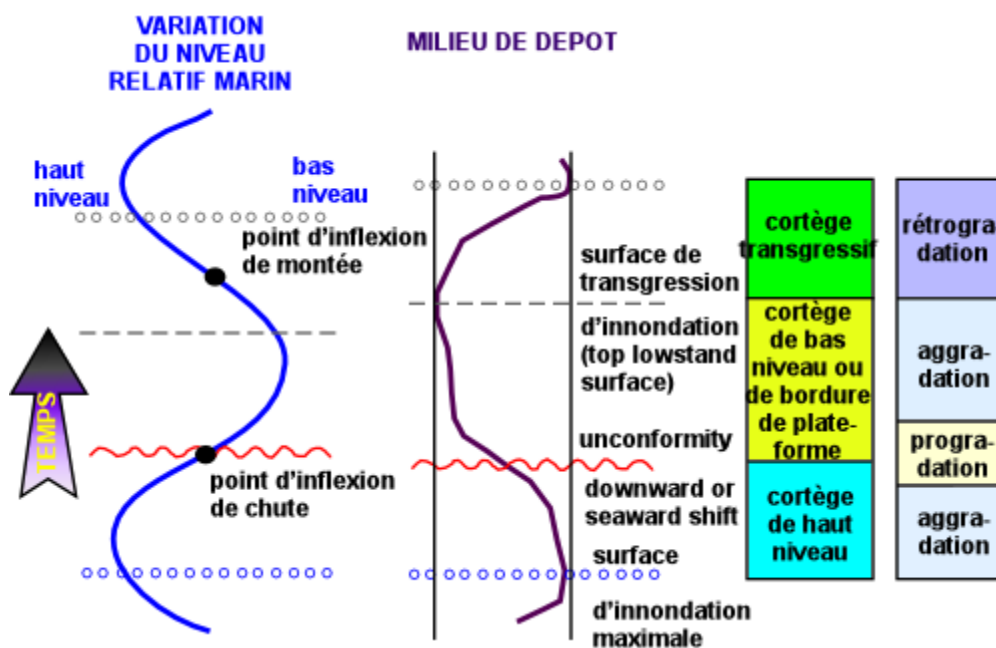 VARIATION
DU NIVEAU
RELATIF MARIN
MILIEU DE DEPOT
haut
niveau
bas
niveau
point d'inflexion
de montée
TEMPS
point d'inflexion
de chute
surface de
transgression
d'innondation
(top lowstand
surface)
unconformity
downward or
seaward shift
surface
d'innondation
maximale
cortège
transgressif
cortège
de bas
niveau ou
de bordure
de plate-
forme
cortège
de haut
niveau
rétrogra-
dation
aggra-
dation
progra-
dation
aggra-
dation